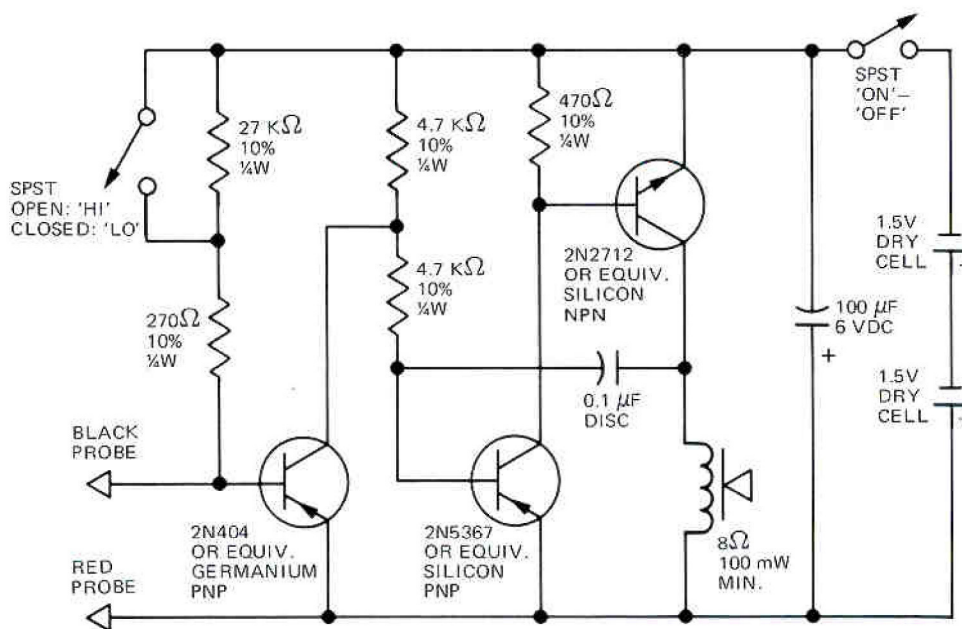 SPST
'ON'–
'OFF'
27 KΩ
10%
¼W
4.7 KΩ
10%
¼W
470Ω
10%
¼W
SPST
OPEN: 'HI'
CLOSED: 'LO'
270Ω
10%
¼W
4.7 KΩ
10%
¼W
2N2712
OR EQUIV.
SILICON
NPN
1.5V
DRY
CELL
+
100 µF
6 VDC
+
0.1 µF
DISC
1.5V
DRY
CELL
+
BLACK
PROBE
2N404
OR EQUIV.
GERMANIUM
PNP
2N5367
OR EQUIV.
SILICON
PNP
8Ω
100 mW
MIN.
RED
PROBE